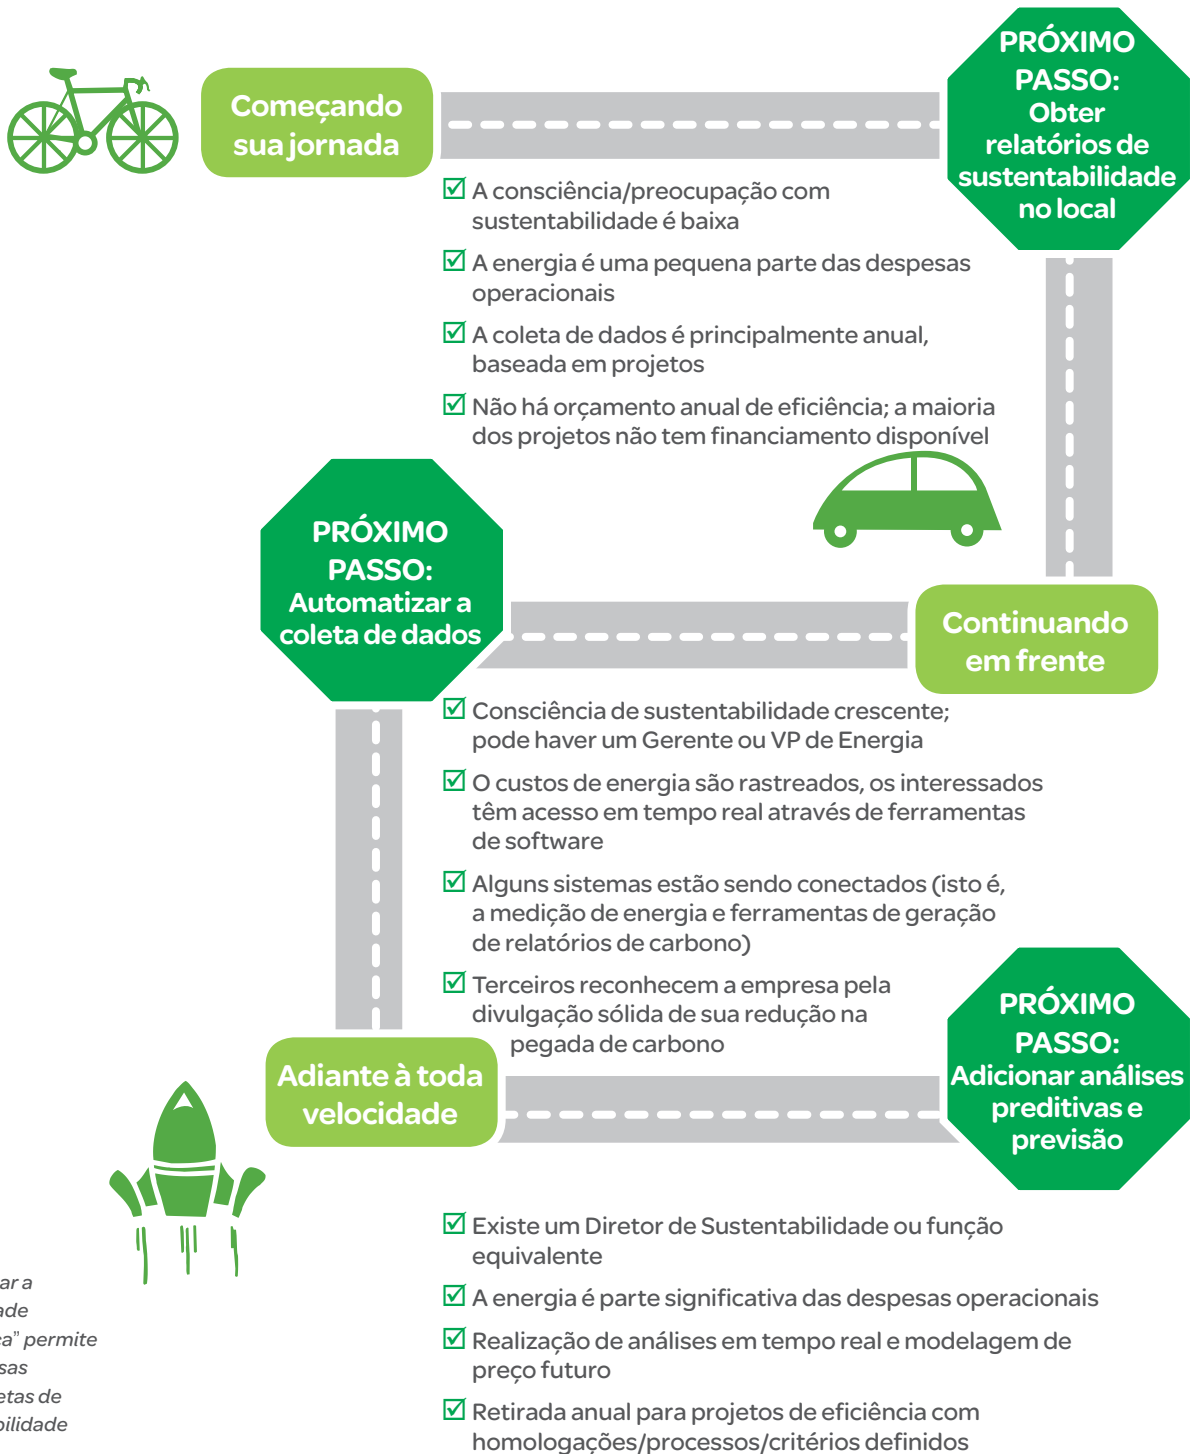 Começando
sua jornada
PRÓXIMO
PASSO:
Obter
relatórios de
sustentabilidade
no local
A consciência/preocupação com
sustentabilidade é baixa
A energia é uma pequena parte das despesas
operacionais
A coleta de dados é principalmente anual,
baseada em projetos
Não há orçamento anual de eficiência; a maioria
dos projetos não tem financiamento disponível
Continuando
em frente
PRÓXIMO
PASSO:
Automatizar a
coleta de dados
Consciência de sustentabilidade crescente;
pode haver um Gerente ou VP de Energia
O custos de energia são rastreados, os interessados
têm acesso em tempo real através de ferramentas
de software
Alguns sistemas estão sendo conectados (isto é,
a medição de energia e ferramentas de geração
de relatórios de carbono)
Terceiros reconhecem a empresa pela
divulgação sólida de sua redução na
pegada de carbono
Adiante à toda
velocidade
PRÓXIMO
PASSO:
Adicionar análises
preditivas e
previsão
Existe um Diretor de Sustentabilidade ou função
equivalente
A energia é parte significativa das despesas operacionais
Realização de análises em tempo real e modelagem de
preço futuro
Retirada anual para projetos de eficiência com
homologações/processos/critérios definidos
ar a
ade
ca” permite
sas
etas de
bilidade